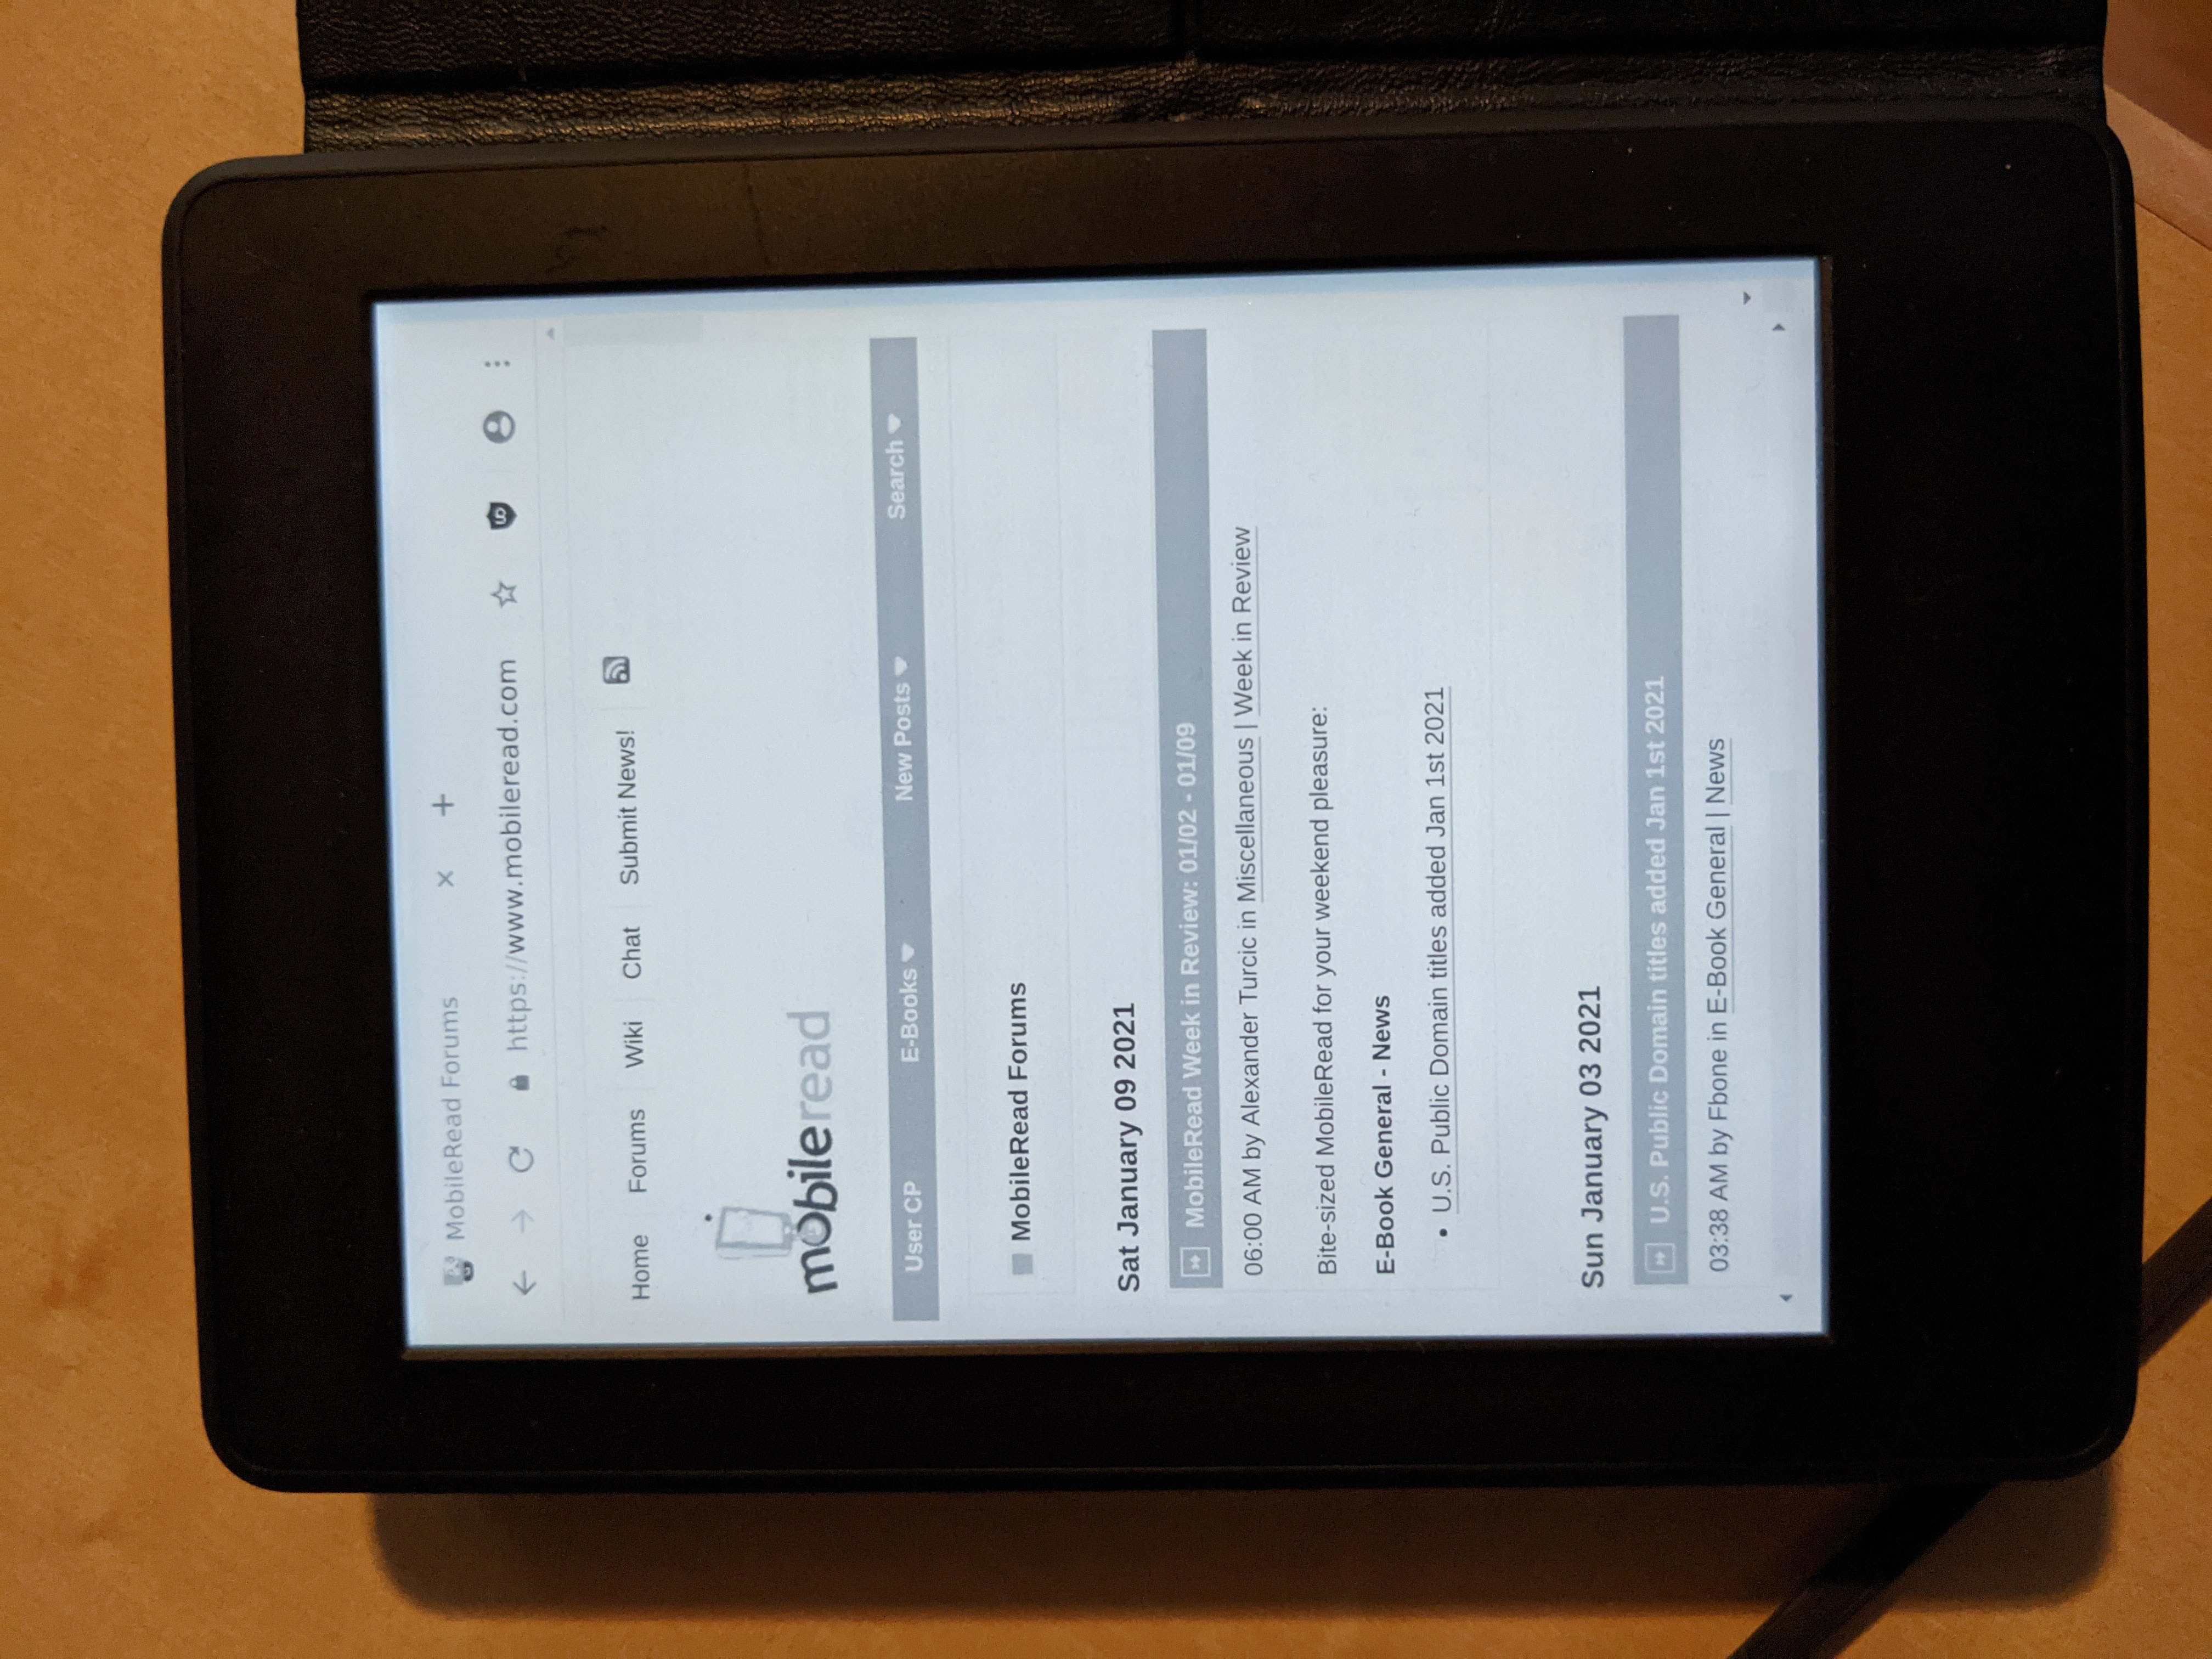 MobileRead Forums × +
https://www.mobileread.com
Home Forums Wiki Chat Submit News!
mobileread
User CP E-Books New Posts Search
MobileRead Forums
Sat January 09 2021
MobileRead Week in Review: 01/02 - 01/09
06:00 AM by Alexander Turcic in Miscellaneous | Week in Review
Bite-sized MobileRead for your weekend pleasure:
E-Book General - News
• U.S. Public Domain titles added Jan 1st 2021
Sun January 03 2021
U.S. Public Domain titles added Jan 1st 2021
03:38 AM by Fbone in E-Book General | News